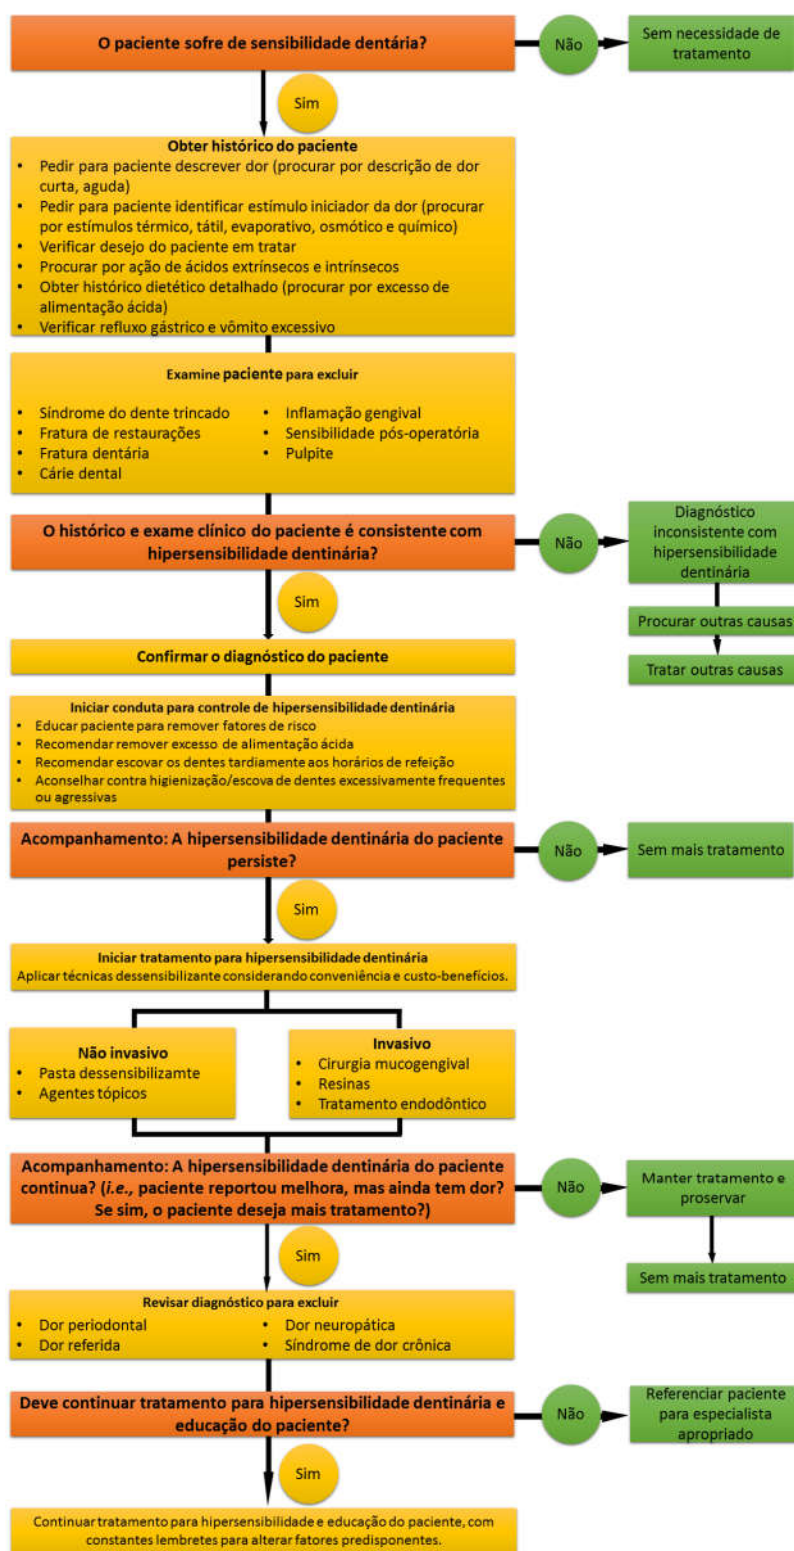 O paciente sofre de sensibilidade dentária?
Não
Sem necessidade de
tratamento
Sim
Obter histórico do paciente
• Pedir para paciente descrever dor (procurar por descrição de dor
curta, aguda)
• Pedir para paciente identificar estímulo iniciador da dor (procurar
por estímulos térmico, tátil, evaporativo, osmótico e químico)
• Verificar desejo do paciente em tratar
• Procurar por ação de ácidos extrínsecos e intrínsecos
• Obter histórico dietético detalhado (procurar por excesso de
alimentação ácida)
• Verificar refluxo gástrico e vômito excessivo
Examine paciente para excluir
• Síndrome do dente trincado
• Fratura de restaurações
• Fratura dentária
• Cárie dental
• Inflamação gengival
• Sensibilidade pós-operatória
• Pulpite
O histórico e exame clínico do paciente é consistente com
hipersensibilidade dentinária?
Não
Diagnóstico
inconsistente com
hipersensibilidade
dentinária
Procurar outras causas
Tratar outras causas
Sim
Confirmar o diagnóstico do paciente
Iniciar conduta para controle de hipersensibilidade dentinária
• Educar paciente para remover fatores de risco
• Recomendar remover excesso de alimentação ácida
• Recomendar escovar os dentes tardiamente aos horários de refeição
• Aconselhar contra higienização/escova de dentes excessivamente frequentes
ou agressivas
Acompanhamento: A hipersensibilidade dentinária do paciente
persiste?
Não
Sem mais tratamento
Sim
Iniciar tratamento para hipersensibilidade dentinária
Aplicar técnicas dessensibilizante considerando conveniência e custo-benefícios.
Não invasivo
• Pasta dessensibilizamte
• Agentes tópicos
Invasivo
• Cirurgia mucogengival
• Resinas
• Tratamento endodôntico
Acompanhamento: A hipersensibilidade dentinária do paciente
continua? (i.e., paciente reportou melhora, mas ainda tem dor?
Se sim, o paciente deseja mais tratamento?)
Não
Manter tratamento e
proservar
Sem mais tratamento
Sim
Revisar diagnóstico para excluir
• Dor periodontal
• Dor referida
• Dor neuropática
• Síndrome de dor crônica
Deve continuar tratamento para hipersensibilidade dentinária e
educação do paciente?
Não
Referenciar paciente
para especialista
apropriado
Sim
Continuar tratamento para hipersensibilidade e educação do paciente, com
constantes lembretes para alterar fatores predisponentes.